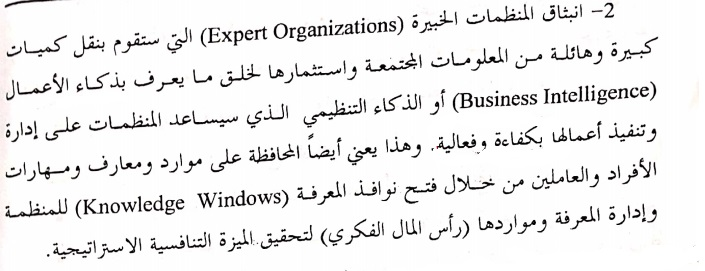 2- انبثاق المنظمات الخبيرة (Expert Organizations) التي ستقوم بنقل كميات
كبيرة وهائلة من المعلومات المجتمعة واستثمارها لخلق ما يعرف بذكاء الأعمال
(Business Intelligence) أو الذكاء التنظيمي الذي سيساعد المنظمات على إدارة
وتنفيذ أعمالها بكفاءة وفعالية. وهذا يعني أيضاً المحافظة على موارد ومعارف ومهارات
الأفراد والعاملين من خلال فتح نوافذ المعرفة (Knowledge Windows) للمنظمة
وإدارة المعرفة ومواردها (رأس المال الفكري) لتحقيق الميزة التنافسية الاستراتيجية.